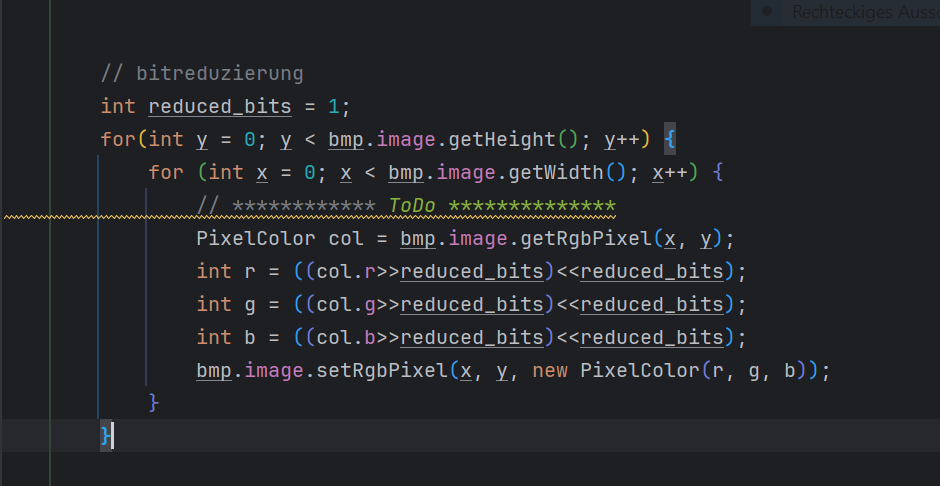 Rechteckiges
// bitreduzierung
int reduced_bits = 1;
for(int y = 0; y < bmp.image.getHeight(); y++) {
for (int x = 0; x < bmp.image.getWidth(); x++) {
// ************ ToDo **************
PixelColor col = bmp.image.getRgbPixel(x, y);
int r = ((col.r>>reduced_bits)<<reduced_bits);
int g = ((col.g>>reduced_bits)<<reduced_bits);
int b = ((col.b>>reduced_bits)<<reduced_bits);
bmp.image.setRgbPixel(x, y, new PixelColor(r, g, b));
}
}